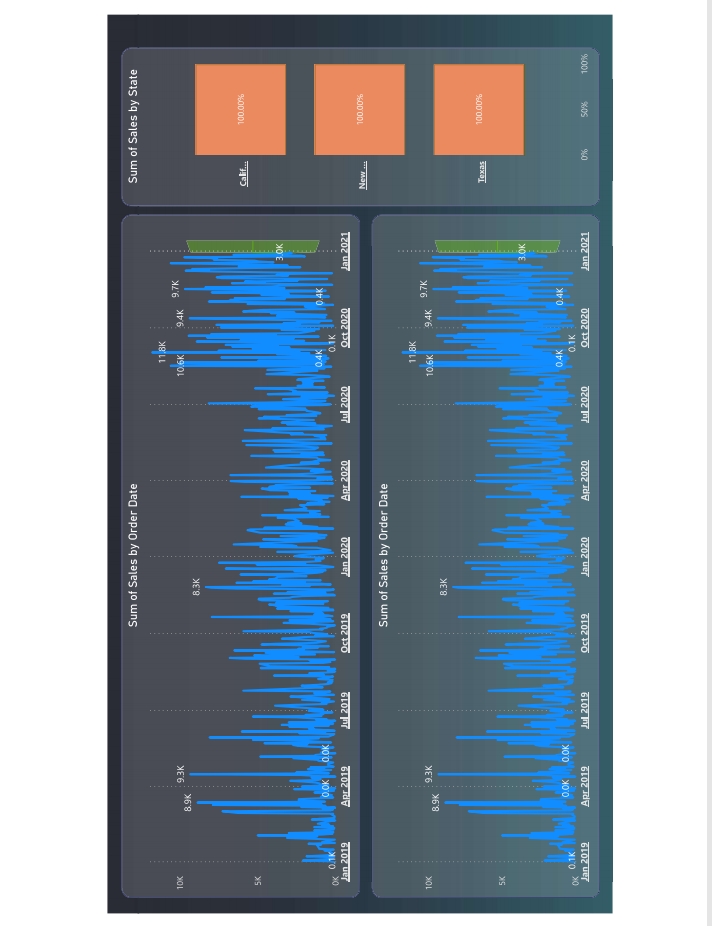 Sum of Sales by Order Date
10K
5K
0K
0.1K
8.9K
9.3K
0.0K
0.0K
8.3K
10.6K
11.8K
0.4K
0.1K
9.4K
9.7K
0.4K
3.0K
Jan 2019
Apr 2019
Jul 2019
Oct 2019
Jan 2020
Apr 2020
Jul 2020
Oct 2020
Jan 2021
Sum of Sales by State
Calif...
100.00%
New ...
100.00%
Texas
100.00%
0%
50%
100%
Sum of Sales by Order Date
10K
5K
0K
0.1K
8.9K
9.3K
0.0K
0.0K
8.3K
10.6K
11.8K
0.4K
0.1K
9.4K
9.7K
0.4K
3.0K
Jan 2019
Apr 2019
Jul 2019
Oct 2019
Jan 2020
Apr 2020
Jul 2020
Oct 2020
Jan 2021